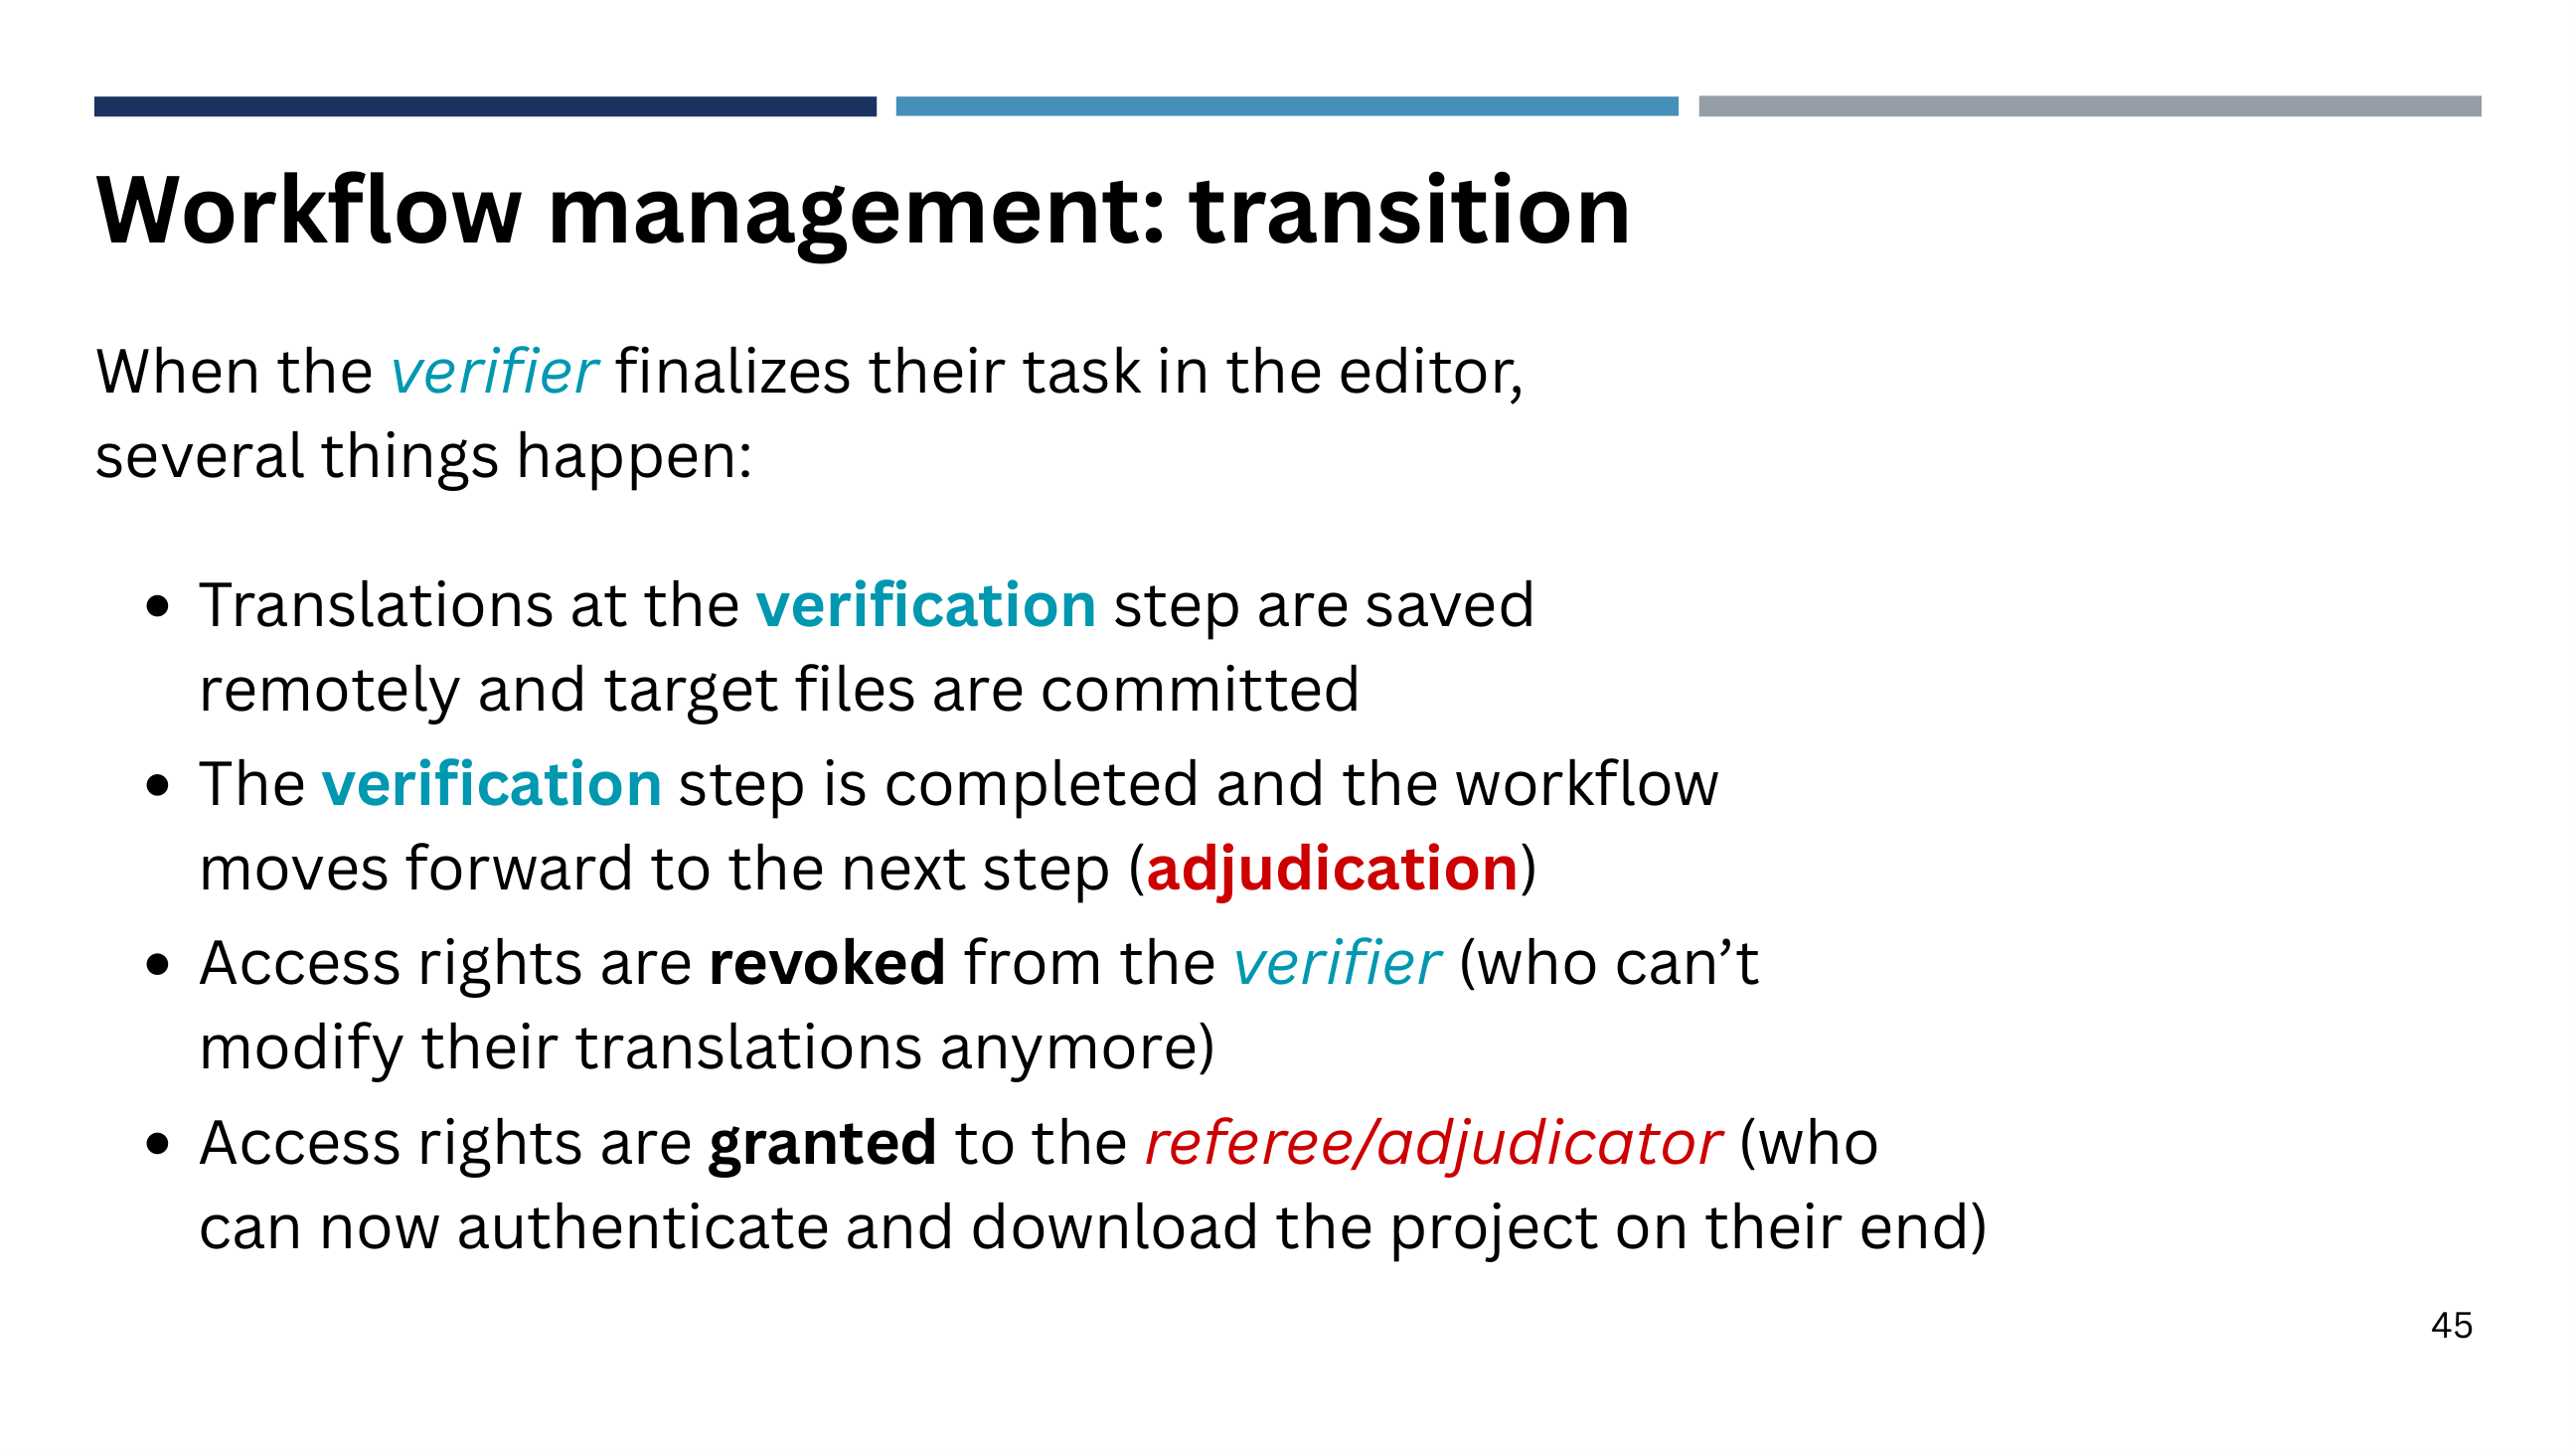 Workflow management: transition
When the verifier finalizes their task in the editor,
several things happen:
• Translations at the verification step are saved
remotely and target files are committed
• The verification step is completed and the workflow
moves forward to the next step (adjudication)
• Access rights are revoked from the verifier (who can’t
modify their translations anymore)
• Access rights are granted to the referee/adjudicator (who
can now authenticate and download the project on their end)
45